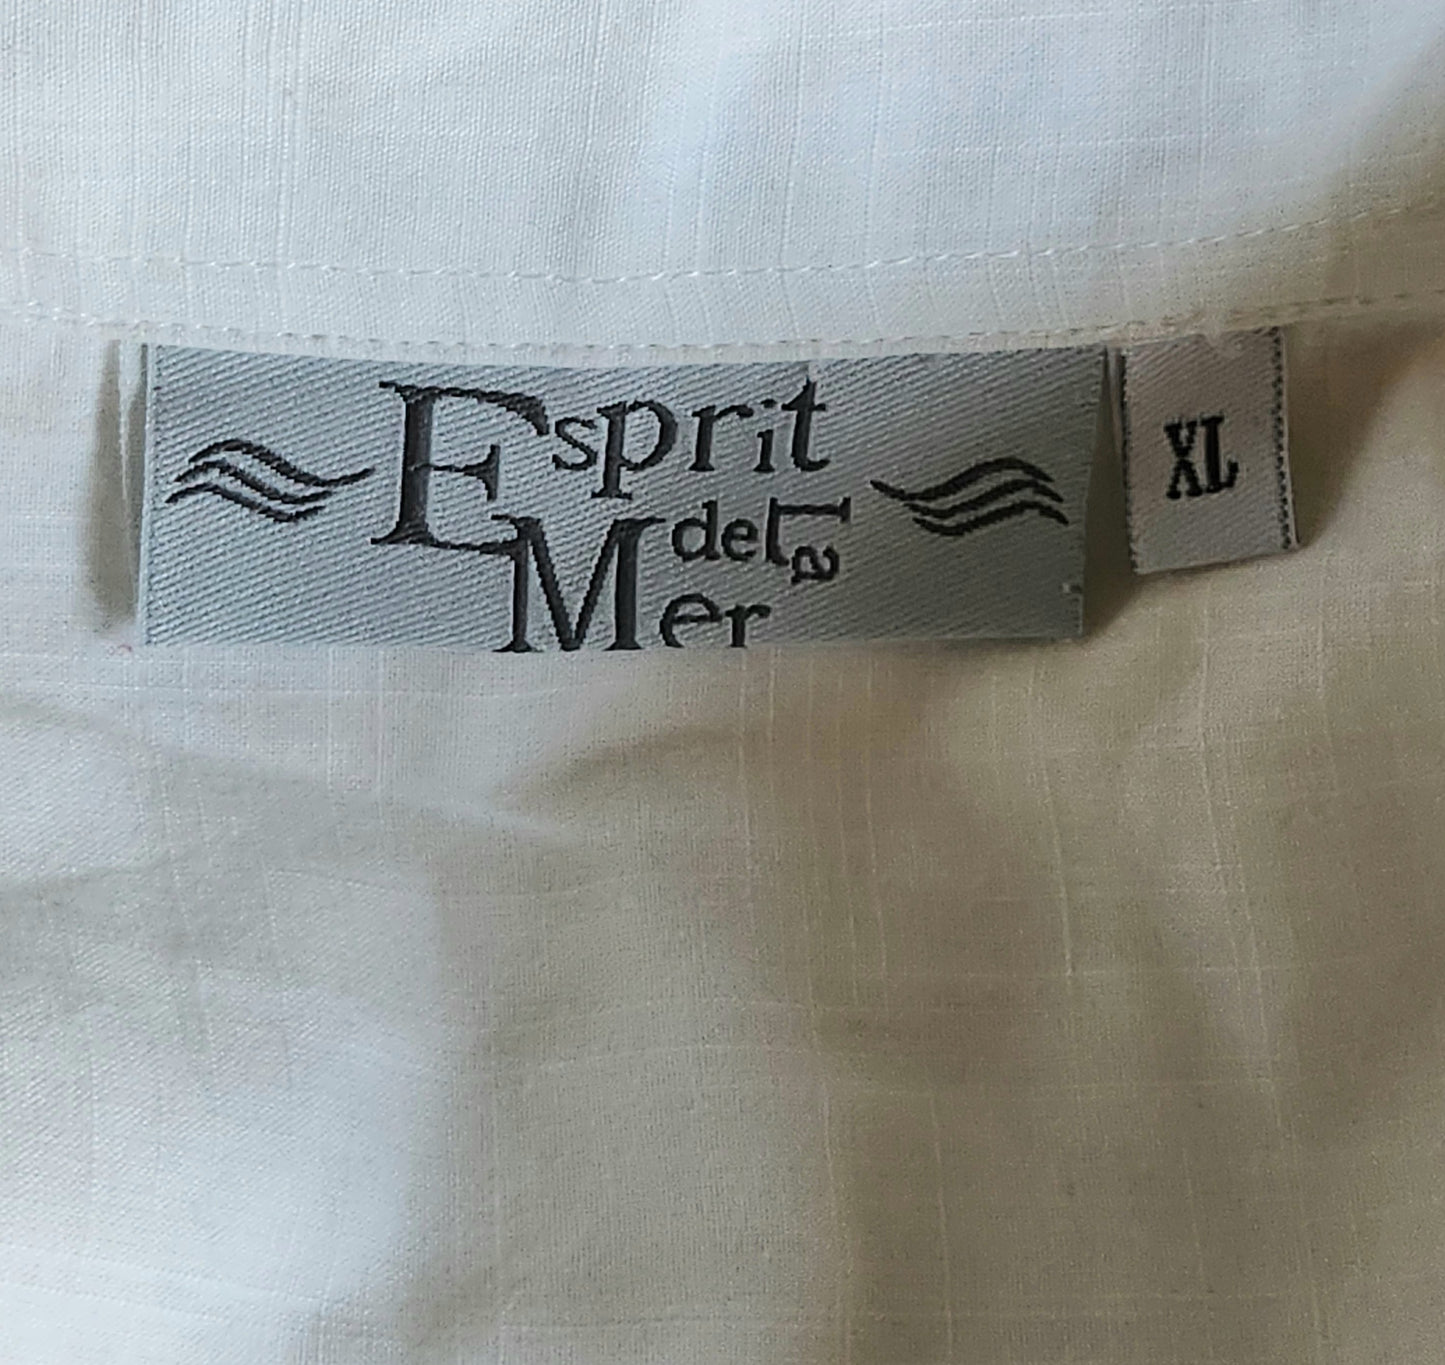 Esprit
de La
Mer
XL